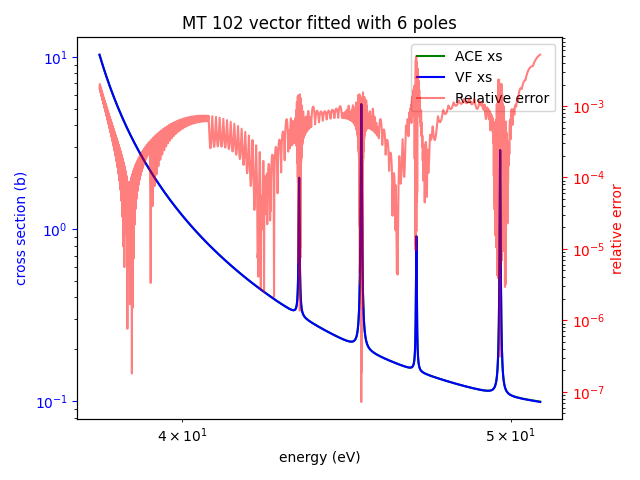 MT 102 vector fitted with 6 poles
ACE xs
VF xs
Relative error
cross section (b)
10¹
10⁰
10⁻¹
relative error
10⁻³
10⁻⁴
10⁻⁵
10⁻⁶
10⁻⁷
4 × 10¹
5 × 10¹
energy (eV)